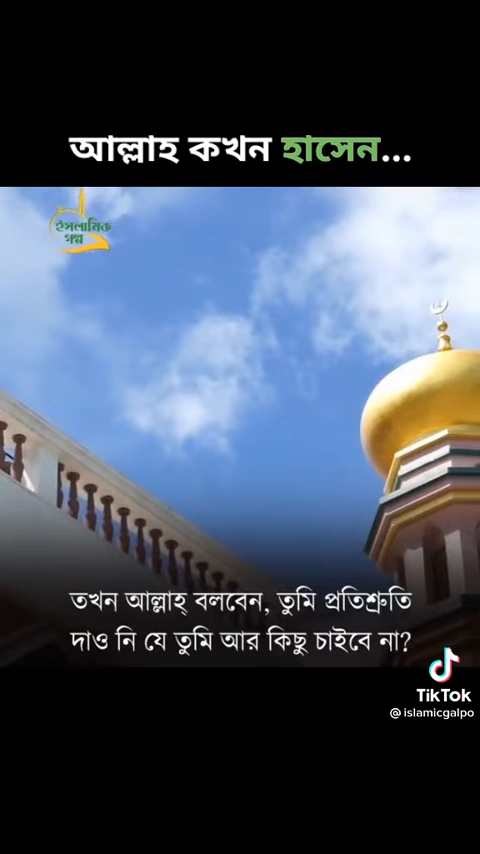 আল্লাহ কখন হাসেন...
ইসলামিক
গল্প
তখন আল্লাহ্ বলবেন, তুমি প্রতিশ্রুতি
দাও নি যে তুমি আর কিছু চাইবে না?
TikTok
@islamicgalpo